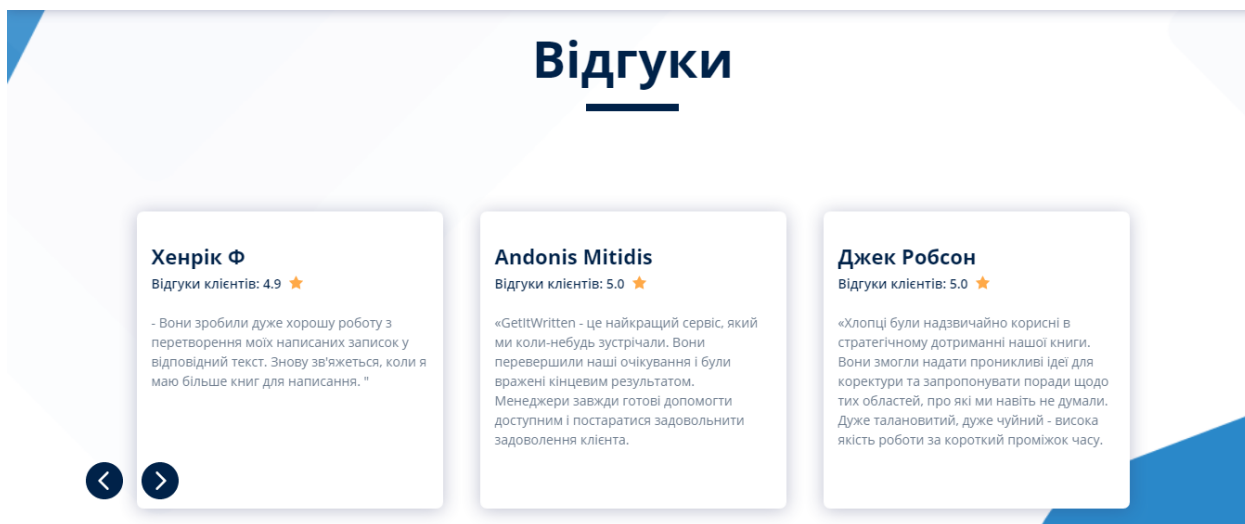 Відгуки
Хенрік Ф
Відгуки клієнтів: 4.9
- Вони зробили дуже хорошу роботу з
перетворення моїх написаних записок у
відповідний текст. Знову зв'яжеться, коли я
маю більше книг для написання. "
Andonis Mitidis
Відгуки клієнтів: 5.0
«GetItWritten - це найкращий сервіс, який
ми коли-небудь зустрічали. Вони
перевершили наші очікування і були
вражені кінцевим результатом.
Менеджери завжди готові допомогти
доступним і постаратися задовольнити
задоволення клієнта.
Джек Робсон
Відгуки клієнтів: 5.0
«Хлопці були надзвичайно корисні в
стратегічному дотриманні нашої книги.
Вони змогли надати проникливі ідеї для
коректури та запропонувати поради щодо
тих областей, про які ми навіть не думали.
Дуже талановитий, дуже чуйний - висока
якість роботи за короткий проміжок часу.